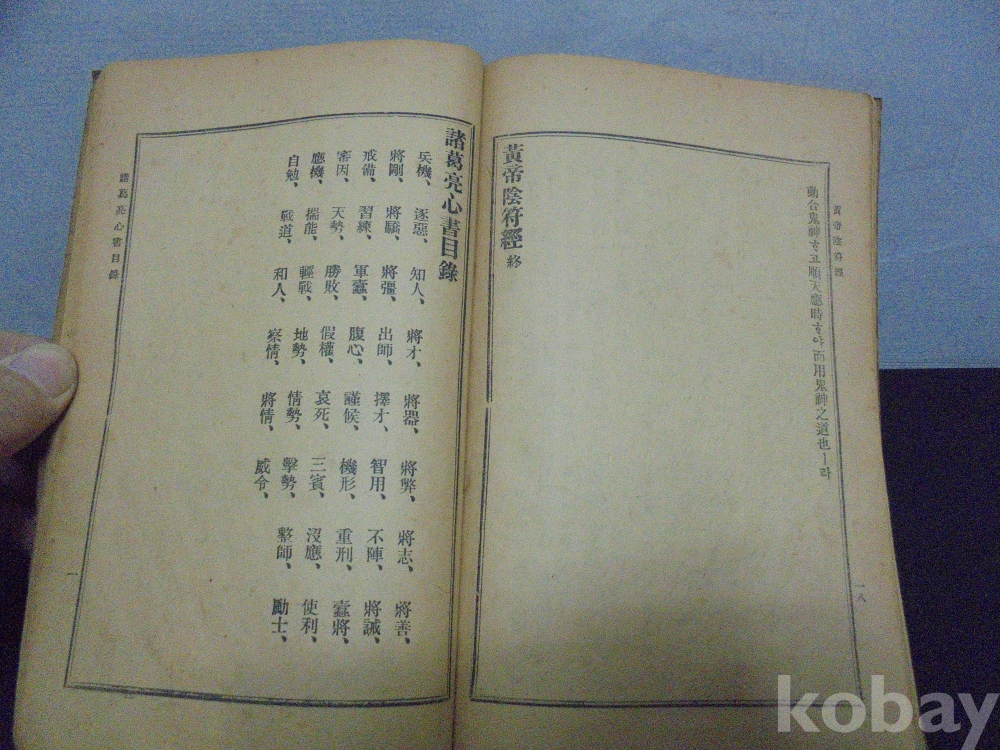 黃帝陰符經
動合鬼神ᄒᆞ고順天應時ᄒᆞ야而用鬼神之道也ㅣ라
黃帝陰符經 終
一八
諸葛亮心書目錄
兵機、逐惡、知人、將才、將器、將弊、將志、將善、
將剛、將驕、將彊、出師、擇才、智用、不陣、將誡、
戒備、習練、軍蠹、腹心、謹候、機形、重刑、蠹將、
審因、天勢、勝敗、假權、哀死、三賓、沒應、使利、
應機、揣能、輕戰、地勢、情勢、擊勢、整師、勵士、
自勉、戰道、和人、察情、將情、威令、
諸葛亮心書目錄
一
kobay